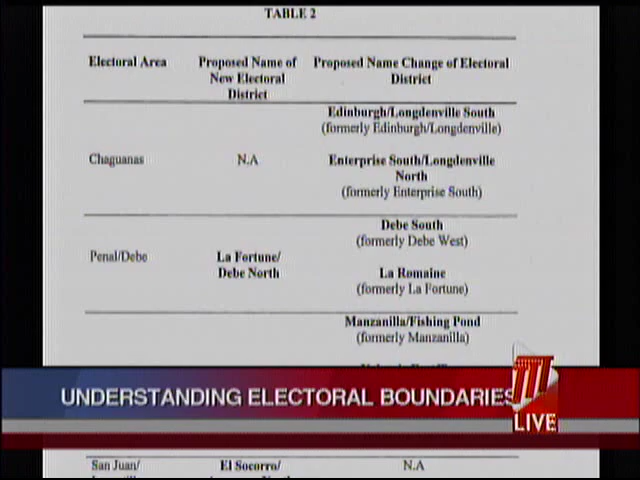 TABLE 2
Electoral Area
Proposed Name of
New Electoral
District
Proposed Name Change of Electoral
District
Edinburgh/Longdenville South
(formerly Edinburgh/Longdenville)
Chaguanas
N.A
Enterprise South/Longdenville
North
(formerly Enterprise South)
Debe South
(formerly Debe West)
Penal/Debe
La Fortune/
Debe North
La Romaine
(formerly La Fortune)
Manzanilla/Fishing Pond
(formerly Manzanilla)
UNDERSTANDING ELECTORAL BOUNDARIES
LIVE
San Juan/
El Socorro/
N.A